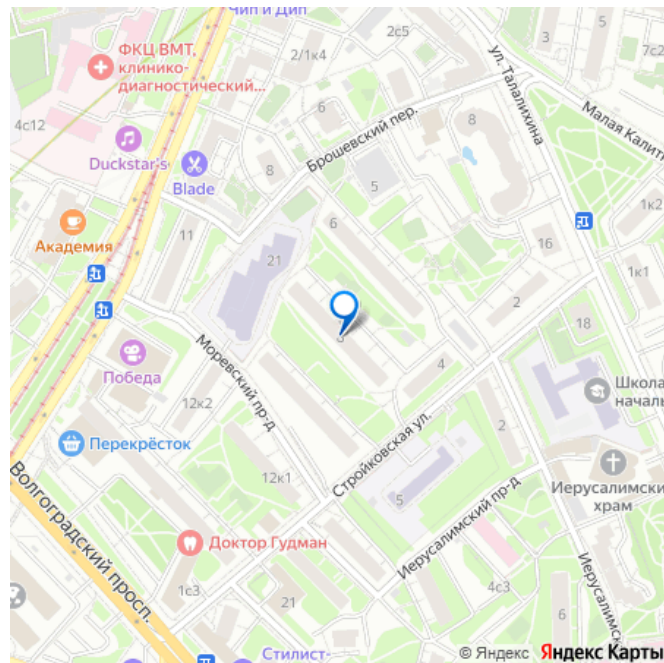 Чип и Дип
ФКЦ ВМТ,
клинико-
диагностический...
4с12
Duckstar's
Blade
Академия
2/1к4
2с5
6
8
Брошевский пер.
5
8
ул. Талалихина
3
5
7с2
Малая Калит
1к2
11
21
6
16
1к1
2
18
Победа
Моревский пр-д
12к2
4
Школа
началь
Перекрёсток
Волгоградский просп.
12к1
Стройковская ул.
2
5
Иерусалимский
храм
Доктор Гудман
Иерусалимский пр-д
1с3
21
4с3
6
Иерусалимск
Стилист-
© Яндекс Яндекс Карты